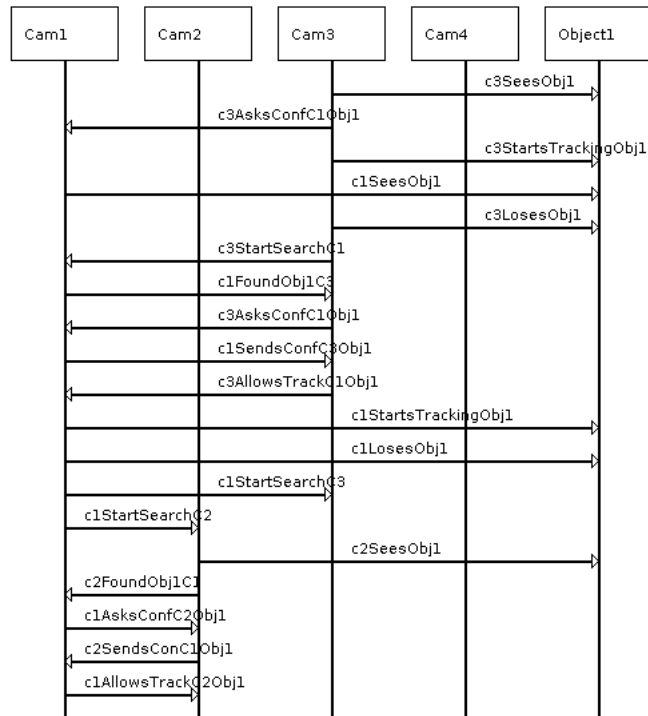 Cam1 Cam2 Cam3 Cam4 Object1
c3SeesObj1
c3AsksConfC1Obj1
c3StartsTrackingObj1
c1SeesObj1
c3LosesObj1
c3StartSearchC1
c1FoundObj1C3
c3AsksConfC1Obj1
c1SendsConfC3Obj1
c3AllowsTrackC1Obj1
c1StartsTrackingObj1
c1LosesObj1
c1StartSearchC3
c1StartSearchC2
c2SeesObj1
c2FoundObj1C1
c1AsksConfC2Obj1
c2SendsConC1Obj1
c1AllowsTrackC2Obj1